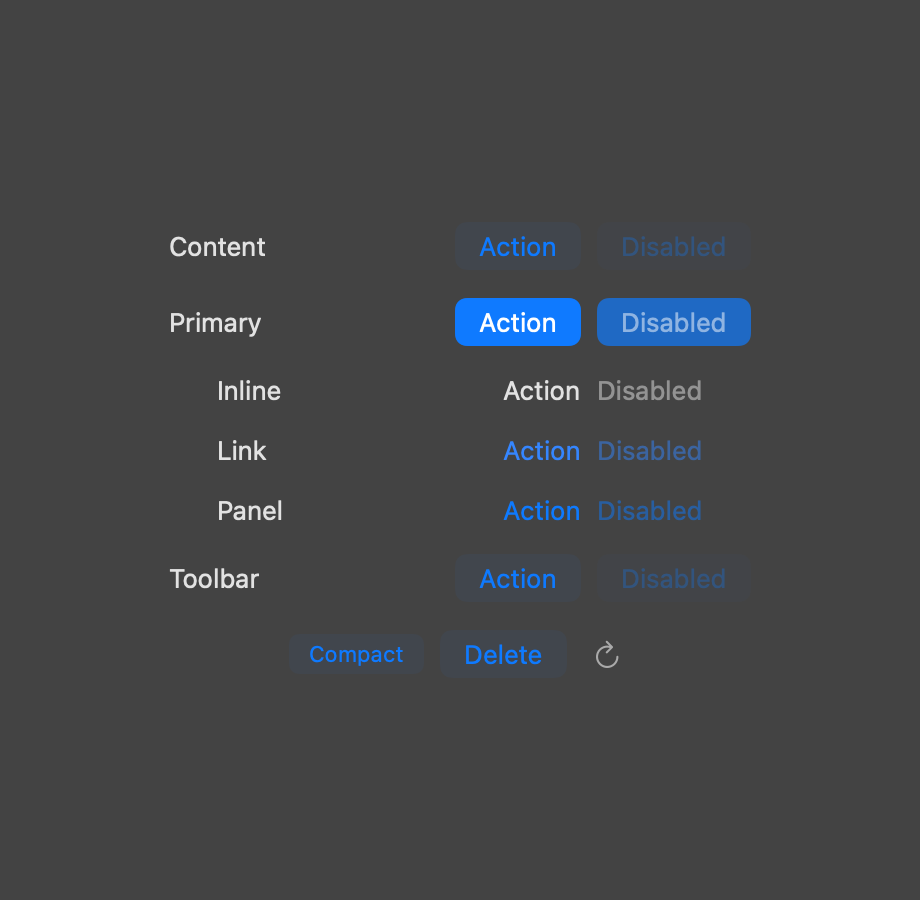 Content Action Disabled
Primary Action Disabled
Inline Action Disabled
Link Action Disabled
Panel Action Disabled
Toolbar Action Disabled
Compact Delete